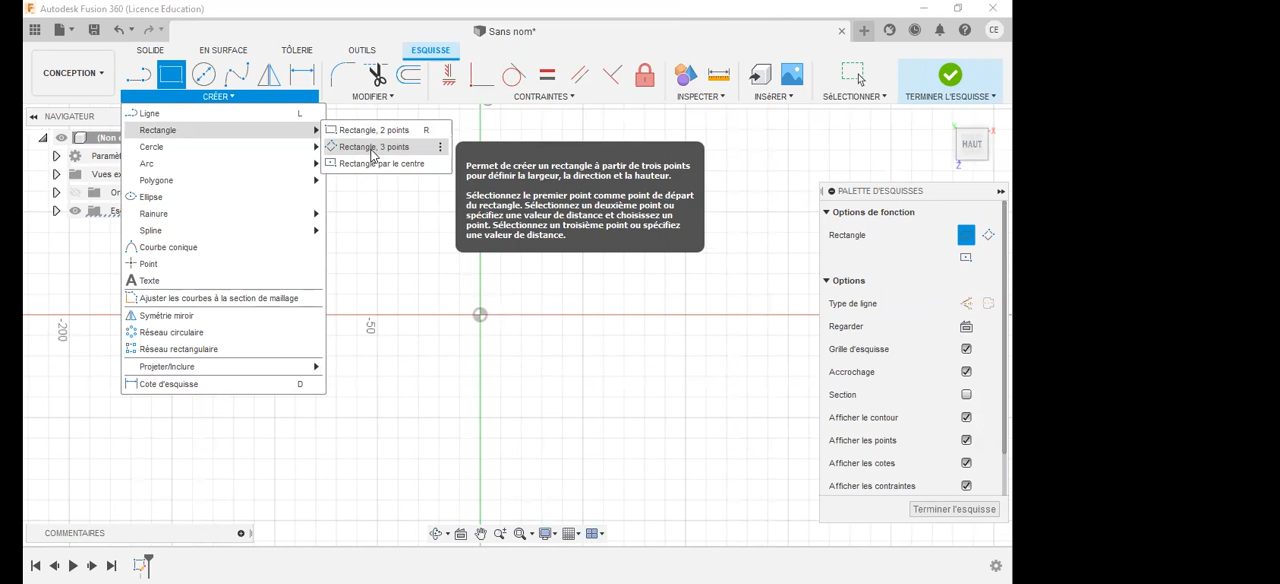 Autodesk Fusion 360 (Licence Education)
Sans nom*
CE
CONCEPTION
SOLIDE
EN SURFACE
TÔLERIE
OUTILS
ESQUISSE
CRÉER
MODIFIER
CONTRAINTES
INSPECTER
INSéRER
SéLECTIONNER
TERMINER L'ESQUISSE
NAVIGATEUR
(Non e
Paramèt
Vues ex
Or
Es
Ligne L
Rectangle
Cercle
Arc
Polygone
Ellipse
Rainure
Spline
Courbe conique
Point
Texte
Ajuster les courbes à la section de maillage
Symétrie miroir
Réseau circulaire
Réseau rectangulaire
Projeter/Inclure
Cote d'esquisse D
Rectangle, 2 points R
Rectangle, 3 points
Rectangle par le centre
Permet de créer un rectangle à partir de trois points
pour définir la largeur, la direction et la hauteur.
Sélectionnez le premier point comme point de départ
du rectangle. Sélectionnez un deuxième point ou
spécifiez une valeur de distance et choisissez un
point. Sélectionnez un troisième point ou spécifiez
une valeur de distance.
-200
-50
HAUT
X
Z
PALETTE D'ESQUISSES
Options de fonction
Rectangle
Options
Type de ligne
Regarder
Grille d'esquisse
Accrochage
Section
Afficher le contour
Afficher les points
Afficher les cotes
Afficher les contraintes
Terminer l'esquisse
COMMENTAIRES